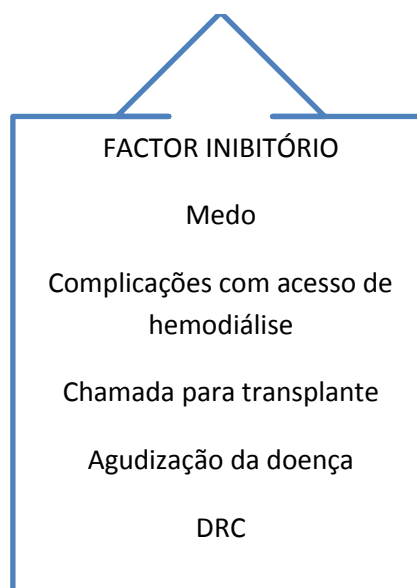 FACTOR INIBITÓRIO
Medo
Complicações com acesso de
hemodiálise
Chamada para transplante
Agudização da doença
DRC